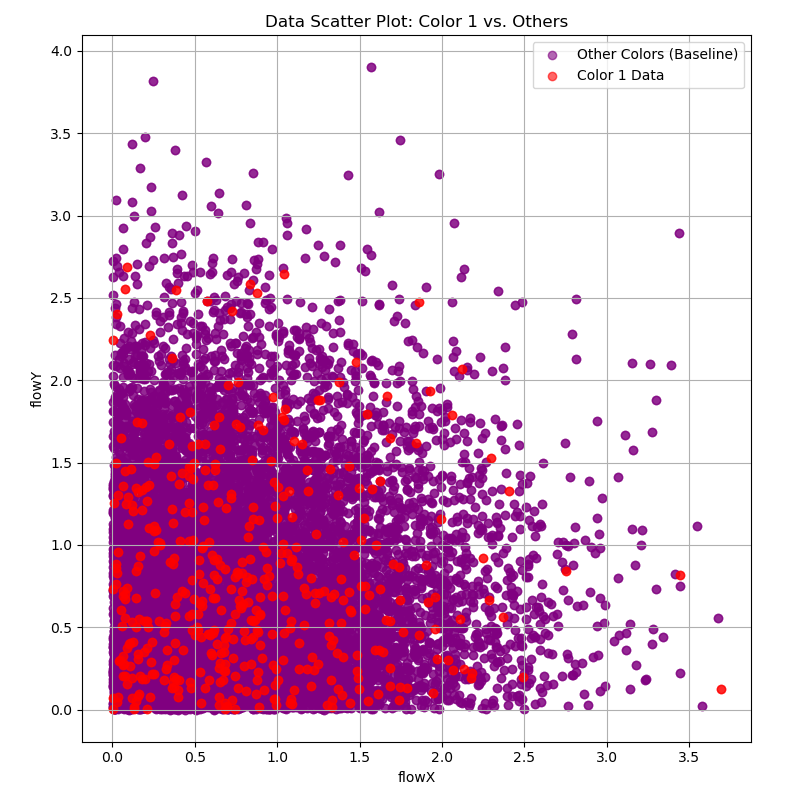 Data Scatter Plot: Color 1 vs. Others
Other Colors (Baseline)
Color 1 Data
4.0
3.5
3.0
2.5
2.0
1.5
1.0
0.5
0.0
flowY
0.0 0.5 1.0 1.5 2.0 2.5 3.0 3.5
flowX